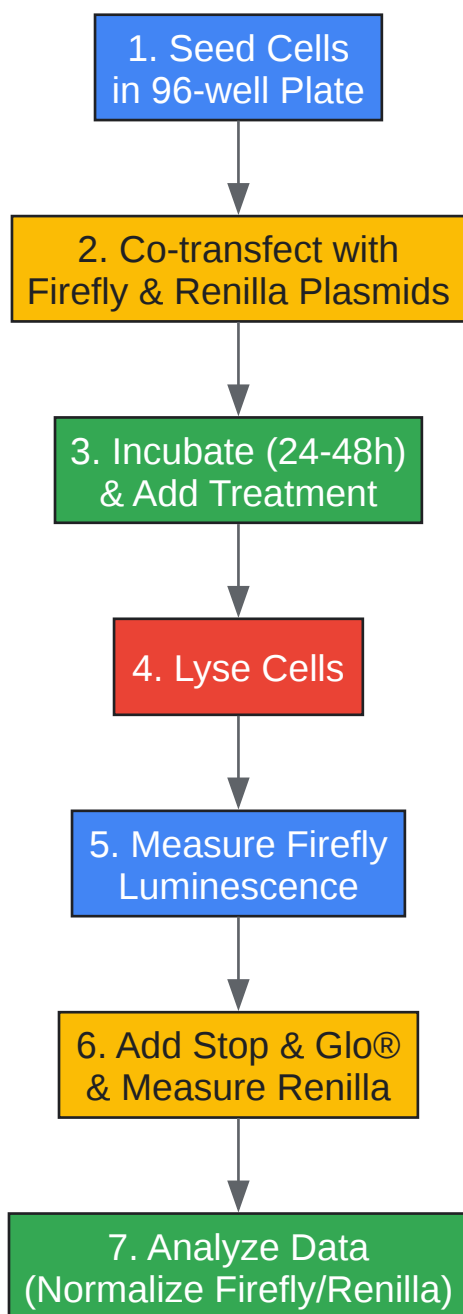 1. Seed Cells
in 96-well Plate
2. Co-transfect with
Firefly & Renilla Plasmids
3. Incubate (24-48h)
& Add Treatment
4. Lyse Cells
5. Measure Firefly
Luminescence
6. Add Stop & Glo®
& Measure Renilla
7. Analyze Data
(Normalize Firefly/Renilla)